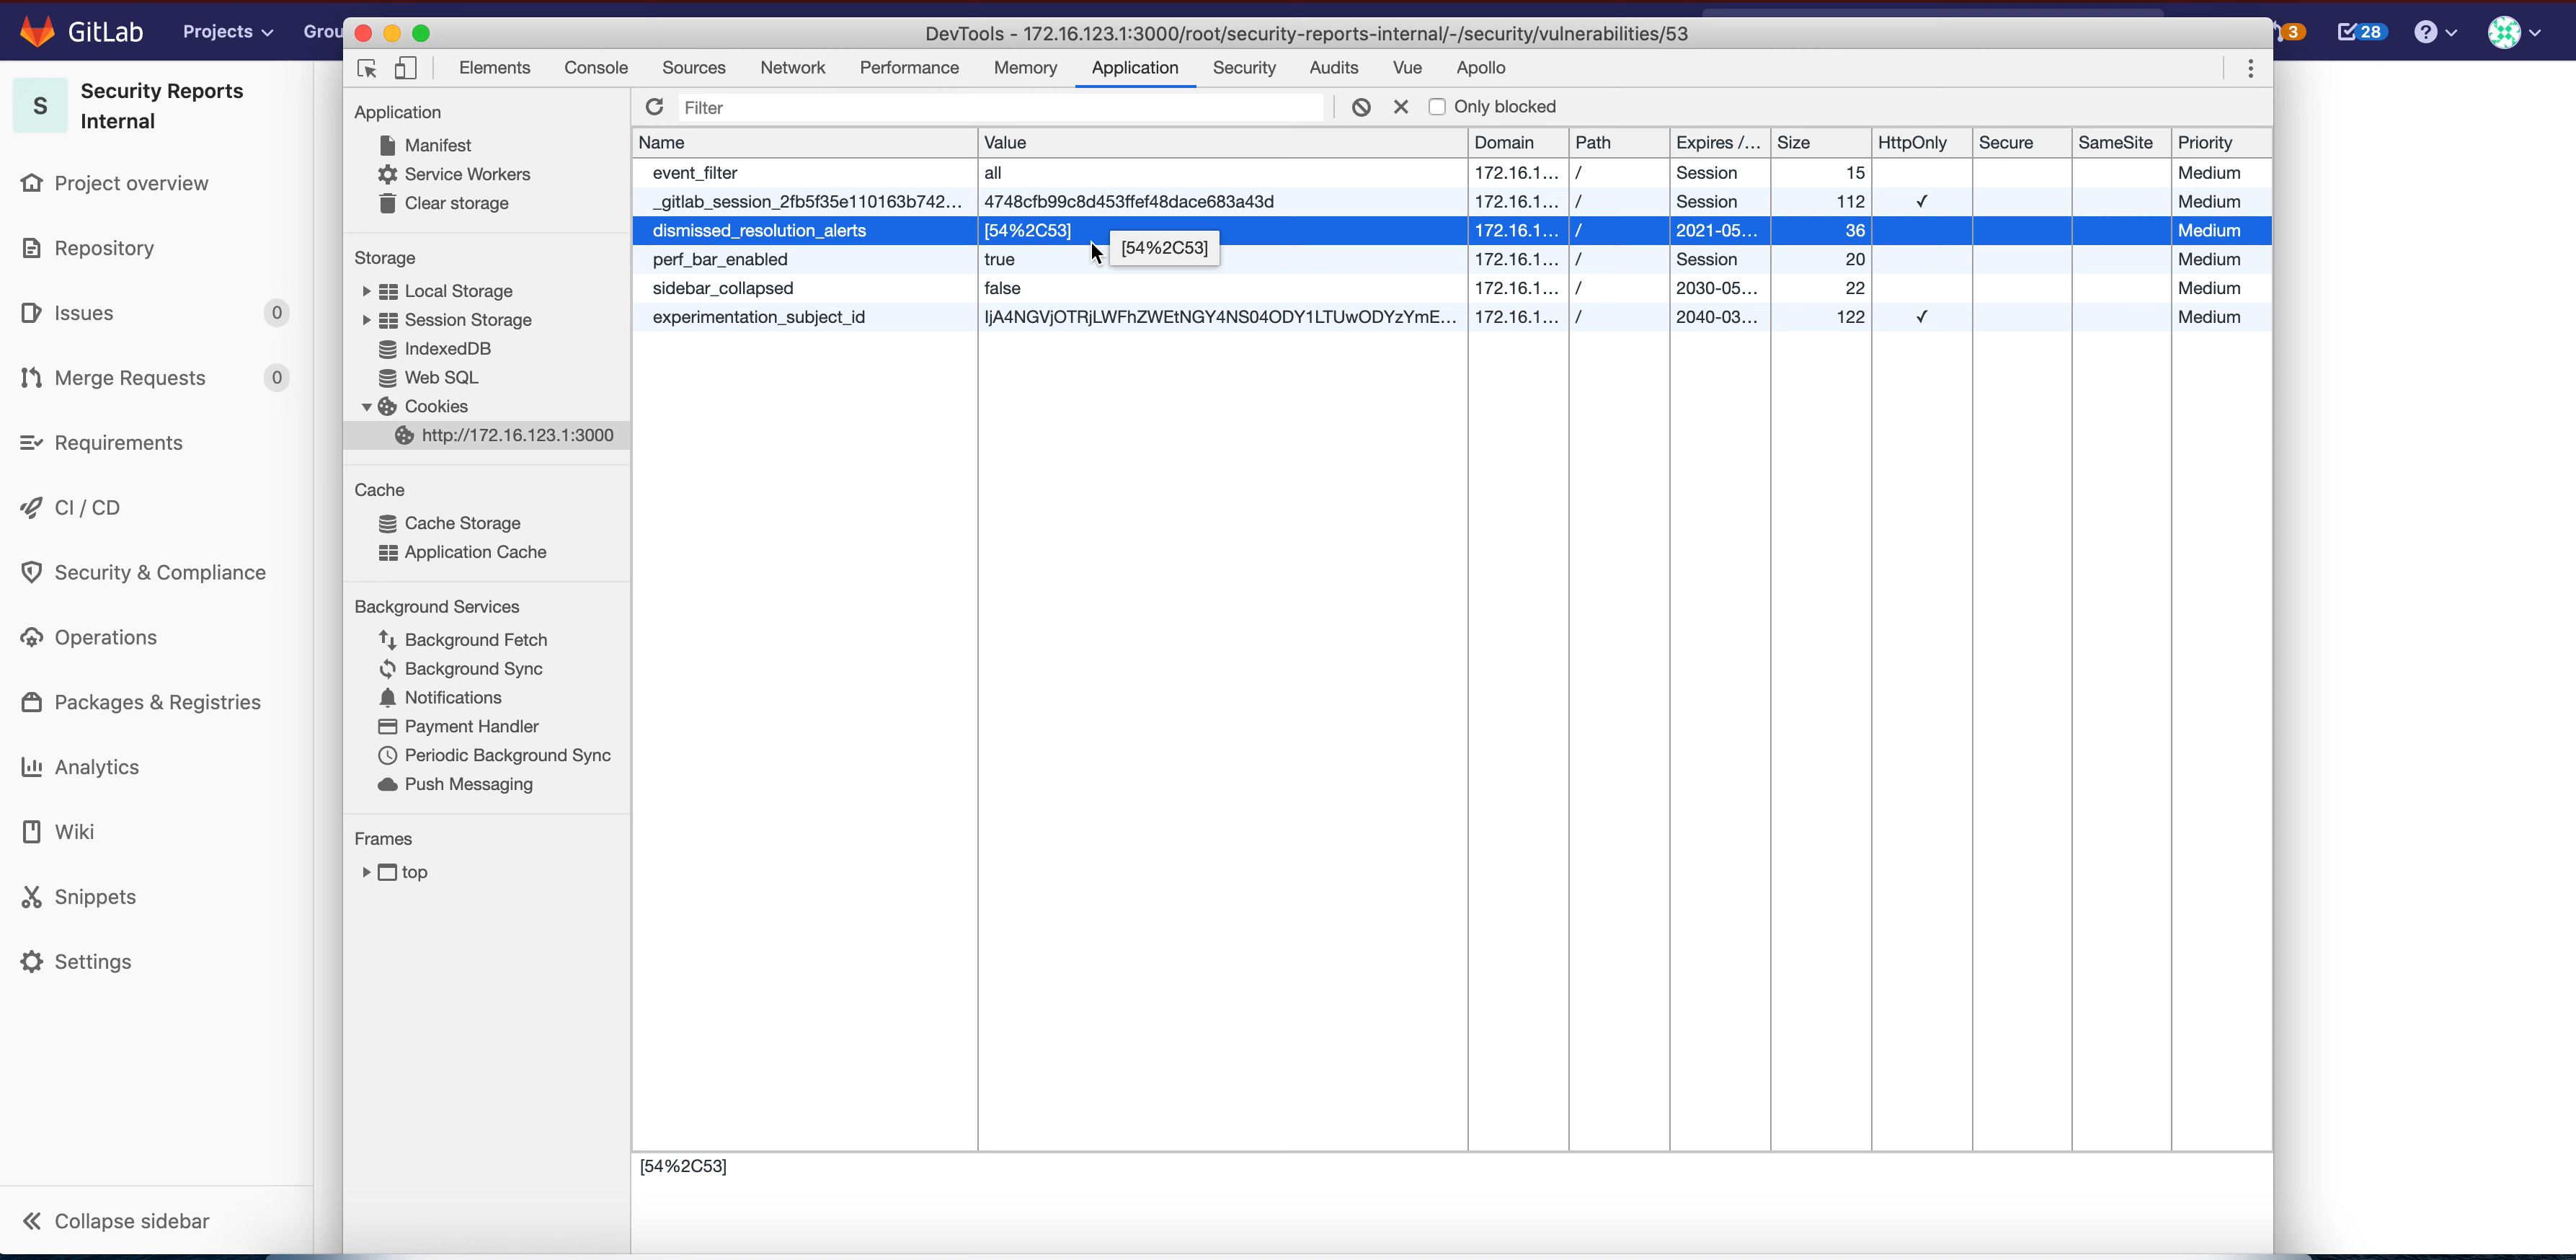 GitLab
Projects
Grou
3
28
Security Reports
Internal
S
Project overview
Repository
Issues 0
Merge Requests 0
Requirements
CI / CD
Security & Compliance
Operations
Packages & Registries
Analytics
Wiki
Snippets
Settings
Collapse sidebar
DevTools - 172.16.123.1:3000/root/security-reports-internal/-/security/vulnerabilities/53
Elements Console Sources Network Performance Memory Application Security Audits Vue Apollo
Application
Manifest
Service Workers
Clear storage
Storage
Local Storage
Session Storage
IndexedDB
Web SQL
Cookies
http://172.16.123.1:3000
Cache
Cache Storage
Application Cache
Background Services
Background Fetch
Background Sync
Notifications
Payment Handler
Periodic Background Sync
Push Messaging
Frames
top
Filter Only blocked
Name Value Domain Path Expires /... Size HttpOnly Secure SameSite Priority
event_filter all 172.16.1... / Session 15 Medium
_gitlab_session_2fb5f35e110163b742... 4748cfb99c8d453ffef48dace683a43d 172.16.1... / Session 112 ✓ Medium
dismissed_resolution_alerts [54%2C53] 172.16.1... / 2021-05... 36 Medium
[54%2C53]
perf_bar_enabled true 172.16.1... / Session 20 Medium
sidebar_collapsed false 172.16.1... / 2030-05... 22 Medium
experimentation_subject_id IjA4NGVjOTRjLWFhZWEtNGY4NS04ODY1LTUwODYzYmE... 172.16.1... / 2040-03... 122 ✓ Medium
[54%2C53]